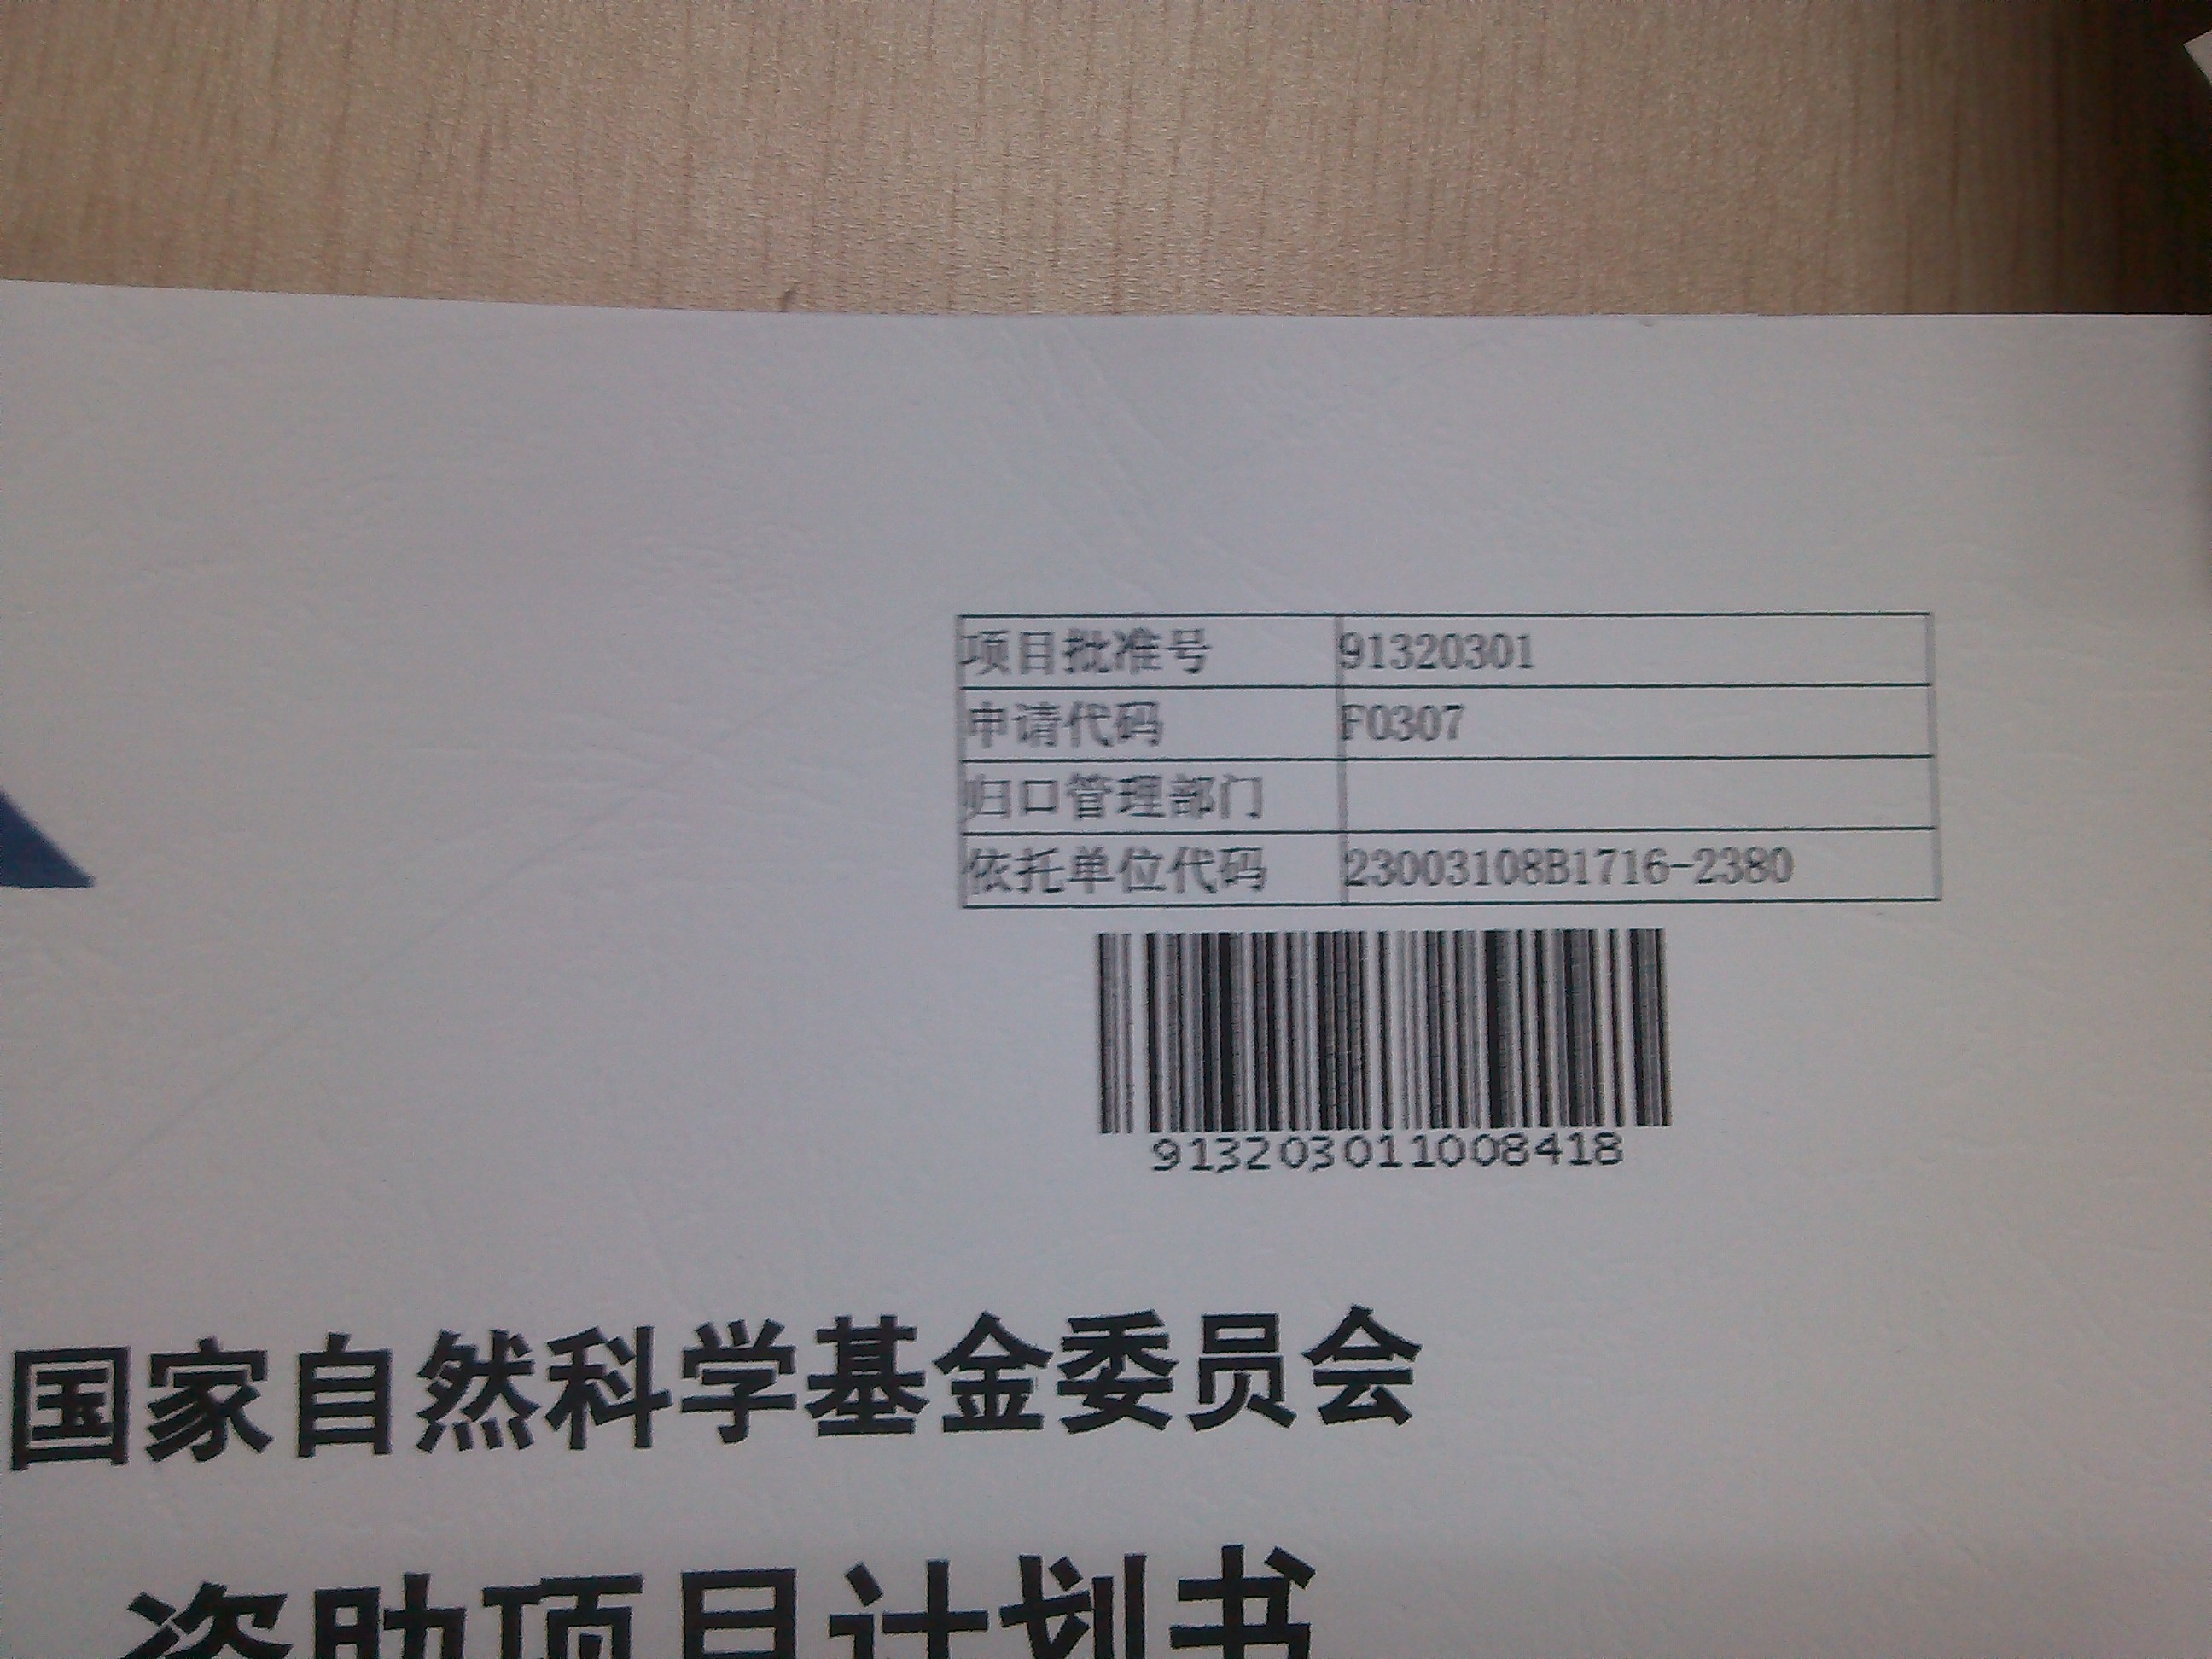 项目批准号 91320301
申请代码 F0307
归口管理部门
依托单位代码 23003108B1716-2380
913203011008418
国家自然科学基金委员会
资助项目计划书